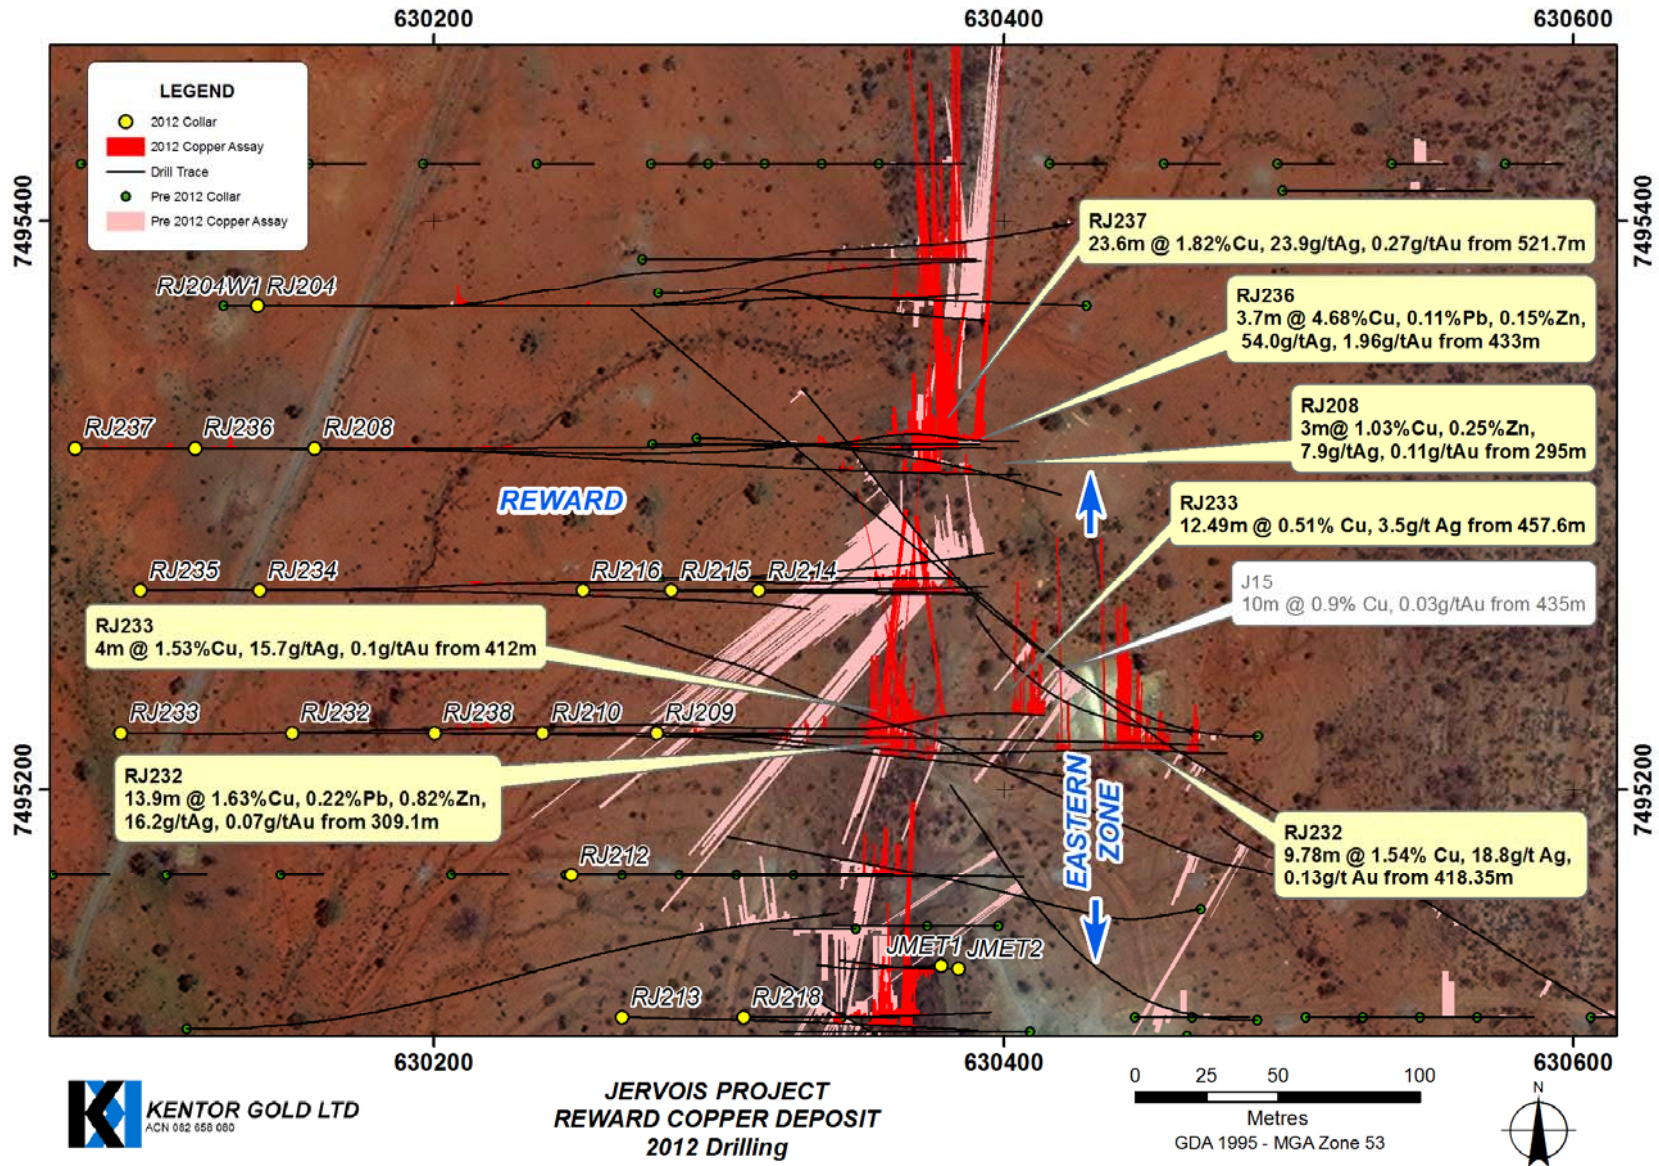 630200
630400
630600
LEGEND
2012 Collar
2012 Copper Assay
Drill Trace
Pre 2012 Collar
Pre 2012 Copper Assay
7495400
7495400
RJ237
23.6m @ 1.82%Cu, 23.9g/tAg, 0.27g/tAu from 521.7m
RJ204W1 RJ204
RJ236
3.7m @ 4.68%Cu, 0.11%Pb, 0.15%Zn,
54.0g/tAg, 1.96g/tAu from 433m
RJ208
3m@ 1.03%Cu, 0.25%Zn,
7.9g/tAg, 0.11g/tAu from 295m
RJ237
RJ236
RJ208
REWARD
RJ233
12.49m @ 0.51% Cu, 3.5g/t Ag from 457.6m
RJ235
RJ234
RJ216
RJ215
RJ214
J15
10m @ 0.9% Cu, 0.03g/tAu from 435m
RJ233
4m @ 1.53%Cu, 15.7g/tAg, 0.1g/tAu from 412m
RJ233
RJ232
RJ238
RJ210
RJ209
7495200
7495200
RJ232
13.9m @ 1.63%Cu, 0.22%Pb, 0.82%Zn,
16.2g/tAg, 0.07g/tAu from 309.1m
EASTERN
ZONE
RJ232
9.78m @ 1.54% Cu, 18.8g/t Ag,
0.13g/t Au from 418.35m
RJ212
JMET1 JMET2
RJ213
RJ218
630200
630400
630600
KENTOR GOLD LTD
ACN 082 658 080
JERVOIS PROJECT
REWARD COPPER DEPOSIT
2012 Drilling
0 25 50 100
Metres
GDA 1995 - MGA Zone 53
N